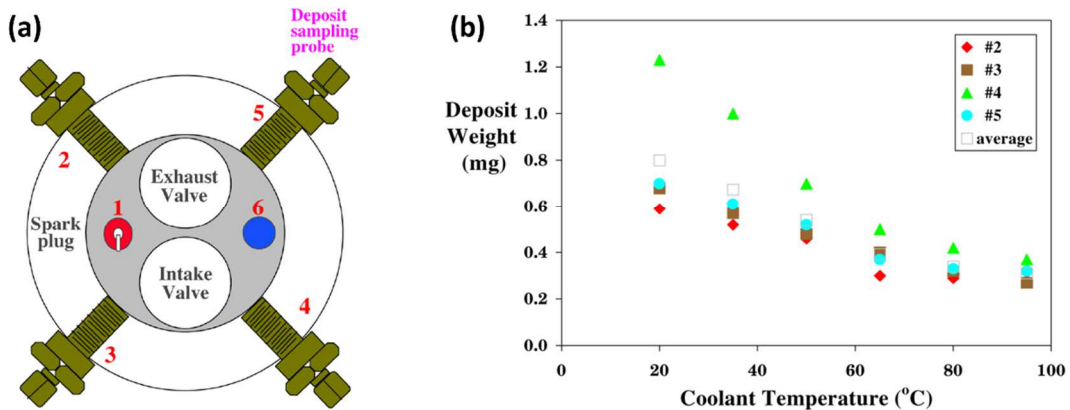 (a)
Deposit
sampling
probe
5
2
Exhaust
Valve
1
6
Spark
plug
Intake
Valve
4
3
(b)
Deposit
Weight
(mg)
1.4
1.2
1.0
0.8
0.6
0.4
0.2
0.0
#2
#3
#4
#5
average
0 20 40 60 80 100
Coolant Temperature (°C)